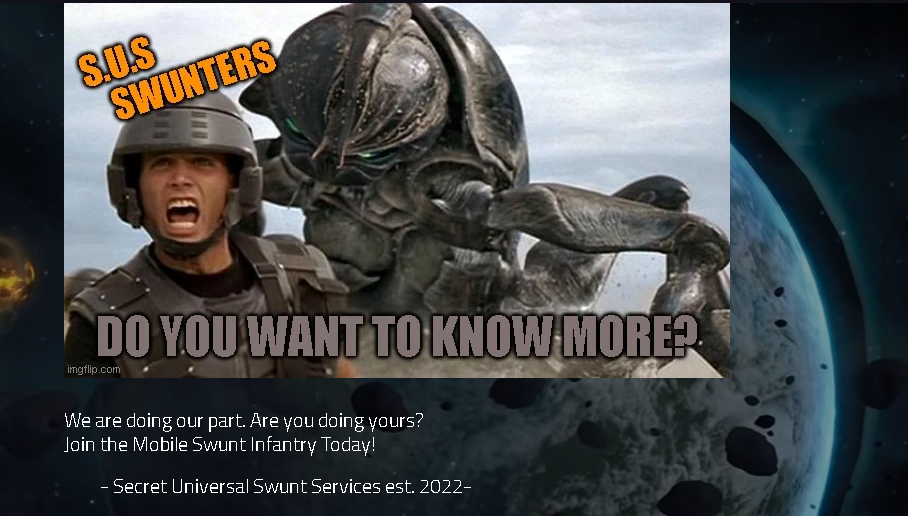 S.U.S
SWUNTERS
DO YOU WANT TO KNOW MORE?
imgflip.com
We are doing our part. Are you doing yours?
Join the Mobile Swunt Infantry Today!
- Secret Universal Swunt Services est. 2022-